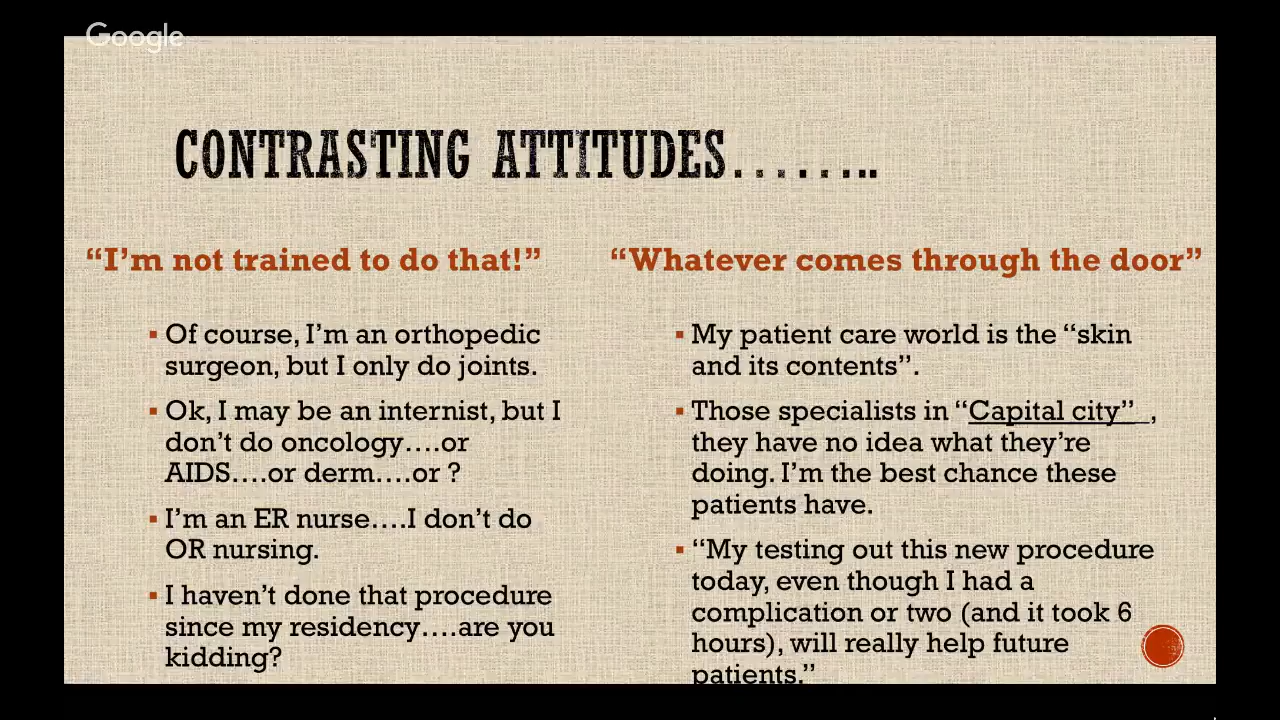 Google
CONTRASTING ATTITUDES……..
“I’m not trained to do that!”
▪ Of course, I’m an orthopedic
surgeon, but I only do joints.
▪ Ok, I may be an internist, but I
don’t do oncology….or
AIDS….or derm….or ?
▪ I’m an ER nurse….I don’t do
OR nursing.
▪ I haven’t done that procedure
since my residency….are you
kidding?
“Whatever comes through the door”
▪ My patient care world is the “skin
and its contents”.
▪ Those specialists in “Capital city” ,
they have no idea what they’re
doing. I’m the best chance these
patients have.
▪ “My testing out this new procedure
today, even though I had a
complication or two (and it took 6
hours), will really help future
patients.”